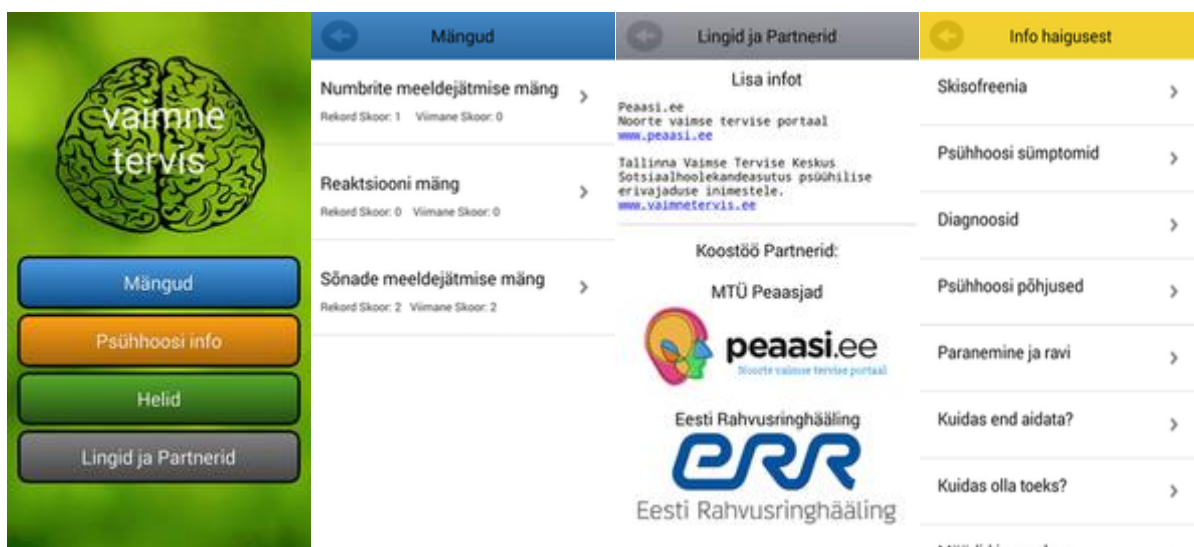 vaimne
tervis
Mängud
Psühhoosi info
Helid
Lingid ja Partnerid
Mängud
Numbrite meeldejätmise mäng
Rekord Skoor: 1 Viimane Skoor: 0
Reaktsiooni mäng
Rekord Skoor: 0 Viimane Skoor: 0
Sõnade meeldejätmise mäng
Rekord Skoor: 2 Viimane Skoor: 2
Lingid ja Partnerid
Lisa infot
Peaasi.ee
Noorte vaimse tervise portaal
www.peaasi.ee
Tallinna Vaimse Tervise Keskus
Sotsiaalhoolekandeasutus psüühilise
erivajaduse inimestele.
www.vaimnetervis.ee
Koostöö Partnerid:
MTÜ Peaasjad
peaasi.ee
Noorte vaimse tervise portaal
Eesti Rahvusringhääling
err
Eesti Rahvusringhääling
Info haigusest
Skisofreenia
Psühhoosi sümptomid
Diagnoosid
Psühhoosi põhjused
Paranemine ja ravi
Kuidas end aidata?
Kuidas olla toeks?